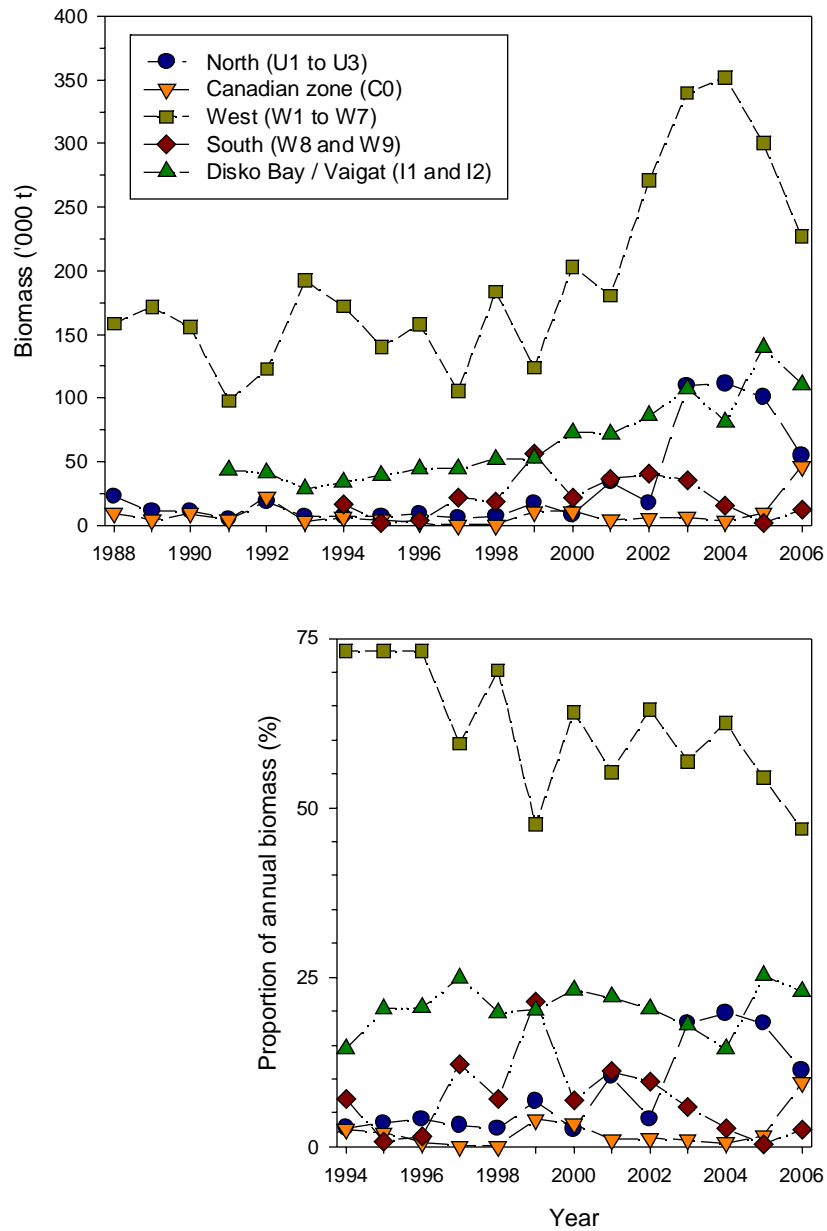 400
350
300
250
200
150
100
50
0
Biomass ('000 t)
North (U1 to U3)
Canadian zone (C0)
West (W1 to W7)
South (W8 and W9)
Disko Bay / Vaigat (I1 and I2)
1988 1990 1992 1994 1996 1998 2000 2002 2004 2006
75
50
25
0
Proportion of annual biomass (%)
1994 1996 1998 2000 2002 2004 2006
Year